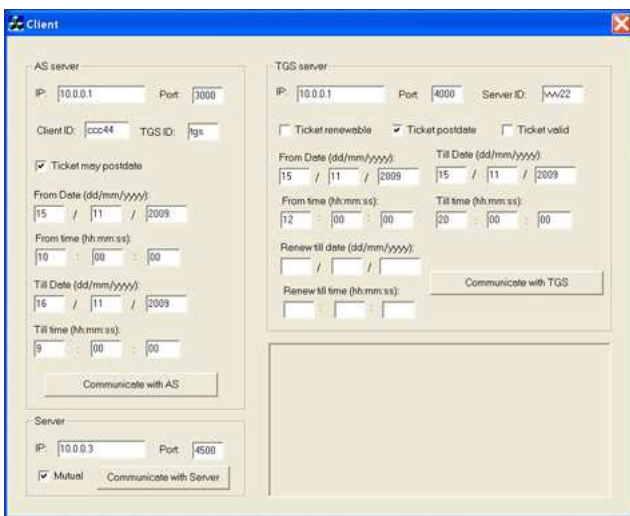 Client
AS server
IP: 10.0.0.1 Port: 3000
Client ID: ccc44 TGS ID: tgs
Ticket may postdate
From Date (dd/mm/yyyy):
15 / 11 / 2009
From time (hh:mm:ss):
10 : 00 : 00
Till Date (dd/mm/yyyy):
16 / 11 / 2009
Till time (hh:mm:ss):
9 : 00 : 00
Communicate with AS
Server
IP: 10.0.0.3 Port: 4500
Mutual Communicate with Server
TGS server
IP: 10.0.0.1 Port: 4000 Server ID:
Ticket renewable Ticket postdate Ticket valid
From Date (dd/mm/yyyy): Till Date (dd/mm/yyyy):
15 / 11 / 2009 15 / 11 / 2009
From time (hh:mm:ss): Till time (hh:mm:ss):
12 : 00 : 00 20 : 00 : 00
Renew till date (dd/mm/yyyy):
/ /
Communicate with TGS
Renew till time (hh:mm:ss):
: :